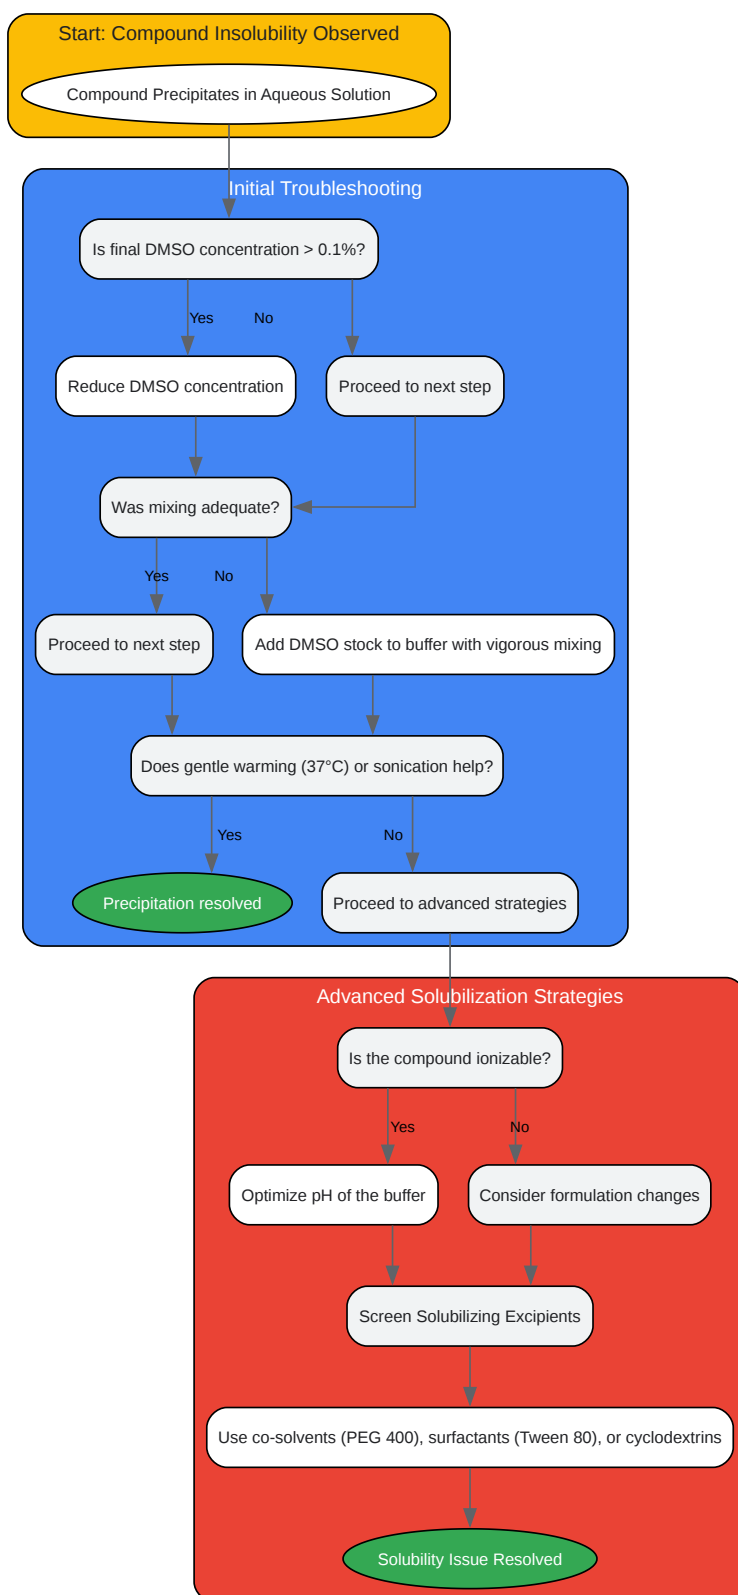 Start: Compound Insolubility Observed
Compound Precipitates in Aqueous Solution
Initial Troubleshooting
Is final DMSO concentration > 0.1%?
Yes
No
Reduce DMSO concentration
Proceed to next step
Was mixing adequate?
Yes
No
Proceed to next step
Add DMSO stock to buffer with vigorous mixing
Does gentle warming (37°C) or sonication help?
Yes
No
Precipitation resolved
Proceed to advanced strategies
Advanced Solubilization Strategies
Is the compound ionizable?
Yes
No
Optimize pH of the buffer
Consider formulation changes
Screen Solubilizing Excipients
Use co-solvents (PEG 400), surfactants (Tween 80), or cyclodextrins
Solubility Issue Resolved